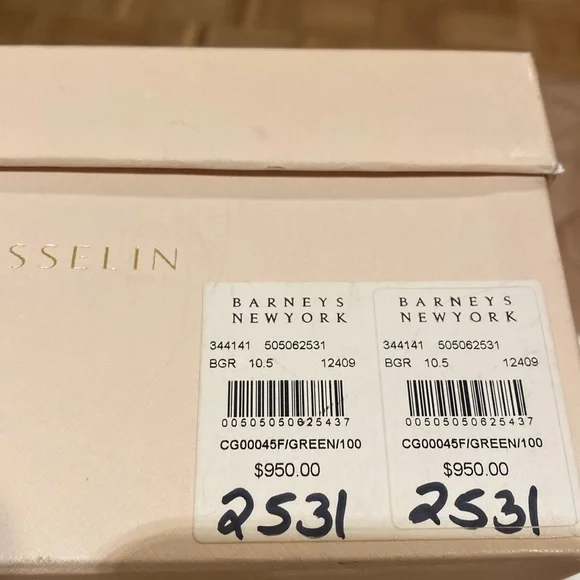 SSELIN
BARNEYS
NEWYORK
344141 505062531
BGR 10.5 12409
00505050625437
CG00045F/GREEN/100
$950.00
2531
BARNEYS
NEWYORK
344141 505062531
BGR 10.5 12409
00505050625437
CG00045F/GREEN/100
$950.00
2531